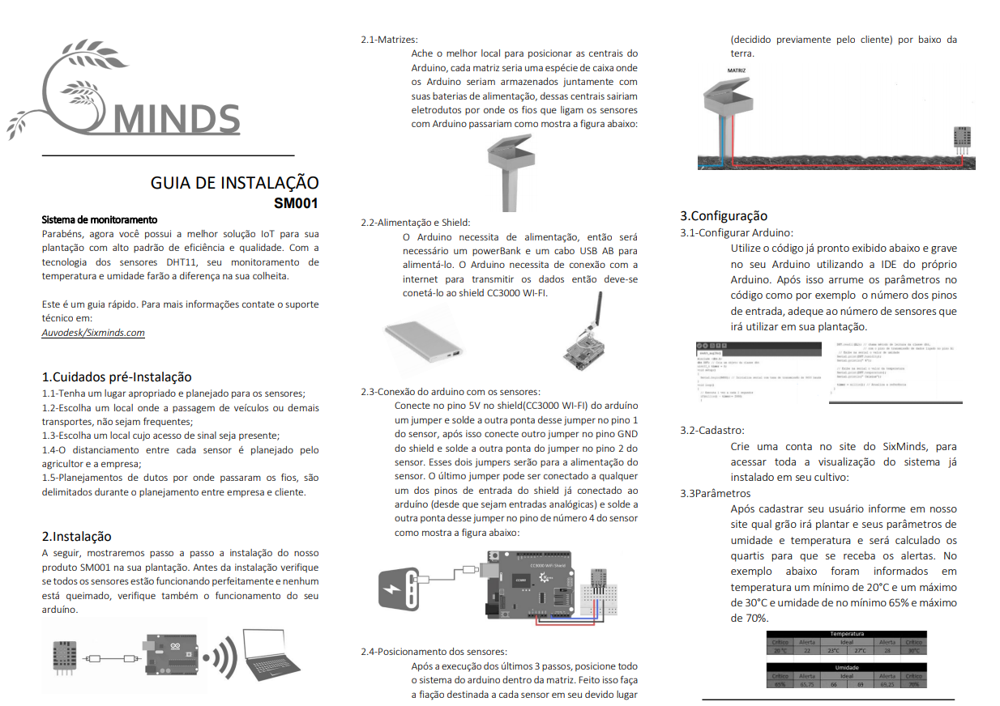 MINDS
GUIA DE INSTALAÇÃO
SM001
Sistema de monitoramento
Parabéns, agora você possui a melhor solução IoT para sua
plantação com alto padrão de eficiência e qualidade. Com a
tecnologia dos sensores DHT11, seu monitoramento de
temperatura e umidade farão a diferença na sua colheita.
Este é um guia rápido. Para mais informações contate o suporte
técnico em:
Auvodesk/Sixminds.com
1.Cuidados pré-Instalação
1.1-Tenha um lugar apropriado e planejado para os sensores;
1.2-Escolha um local onde a passagem de veículos ou demais
transportes, não sejam frequentes;
1.3-Escolha um local cujo acesso de sinal seja presente;
1.4-O distanciamento entre cada sensor é planejado pelo
agricultor e a empresa;
1.5-Planejamentos de dutos por onde passaram os fios, são
delimitados durante o planejamento entre empresa e cliente.
2.Instalação
A seguir, mostraremos passo a passo a instalação do nosso
produto SM001 na sua plantação. Antes da instalação verifique
se todos os sensores estão funcionando perfeitamente e nenhum
está queimado, verifique também o funcionamento do seu
arduíno.
2.1-Matrizes:
Ache o melhor local para posicionar as centrais do
Arduino, cada matriz seria uma espécie de caixa onde
os Arduino seriam armazenados juntamente com
suas baterias de alimentação, dessas centrais sairiam
eletrodutos por onde os fios que ligam os sensores
com Arduino passariam como mostra a figura abaixo:
2.2-Alimentação e Shield:
O Arduino necessita de alimentação, então será
necessário um powerBank e um cabo USB AB para
alimentá-lo. O Arduino necessita de conexão com a
internet para transmitir os dados então deve-se
conetá-lo ao shield CC3000 WI-FI.
2.3-Conexão do arduino com os sensores:
Conecte no pino 5V no shield(CC3000 WI-FI) do arduíno
um jumper e solde a outra ponta desse jumper no pino 1
do sensor, após isso conecte outro jumper no pino GND
do shield e solde a outra ponta do jumper no pino 2 do
sensor. Esses dois jumpers serão para a alimentação do
sensor. O último jumper pode ser conectado a qualquer
um dos pinos de entrada do shield já conectado ao
arduíno (desde que sejam entradas analógicas) e solde a
outra ponta desse jumper no pino de número 4 do sensor
como mostra a figura abaixo:
CC3000 WiFi Shield
2.4-Posicionamento dos sensores:
Após a execução dos últimos 3 passos, posicione todo
o sistema do arduino dentro da matriz. Feito isso faça
a fiação destinada a cada sensor em seu devido lugar
(decidido previamente pelo cliente) por baixo da
terra.
MATRIZ
3.Configuração
3.1-Configurar Arduino:
Utilize o código já pronto exibido abaixo e grave
no seu Arduino utilizando a IDE do próprio
Arduino. Após isso arrume os parâmetros no
código como por exemplo o número dos pinos
de entrada, adeque ao número de sensores que
irá utilizar em sua plantação.
3.2-Cadastro:
Crie uma conta no site do SixMinds, para
acessar toda a visualização do sistema já
instalado em seu cultivo:
3.3Parâmetros
Após cadastrar seu usuário informe em nosso
site qual grão irá plantar e seus parâmetros de
umidade e temperatura e será calculado os
quartis para que se receba os alertas. No
exemplo abaixo foram informados em
temperatura um mínimo de 20°C e um máximo
de 30°C e umidade de no mínimo 65% e máximo
de 70%.
Temperatura
Crítico Alerta Ideal Alerta Crítico
20 °C 22 23°C 27°C 28 30°C
Umidade
Crítico Alerta Ideal Alerta Crítico
65% 65,75 66 69 69,25 70%